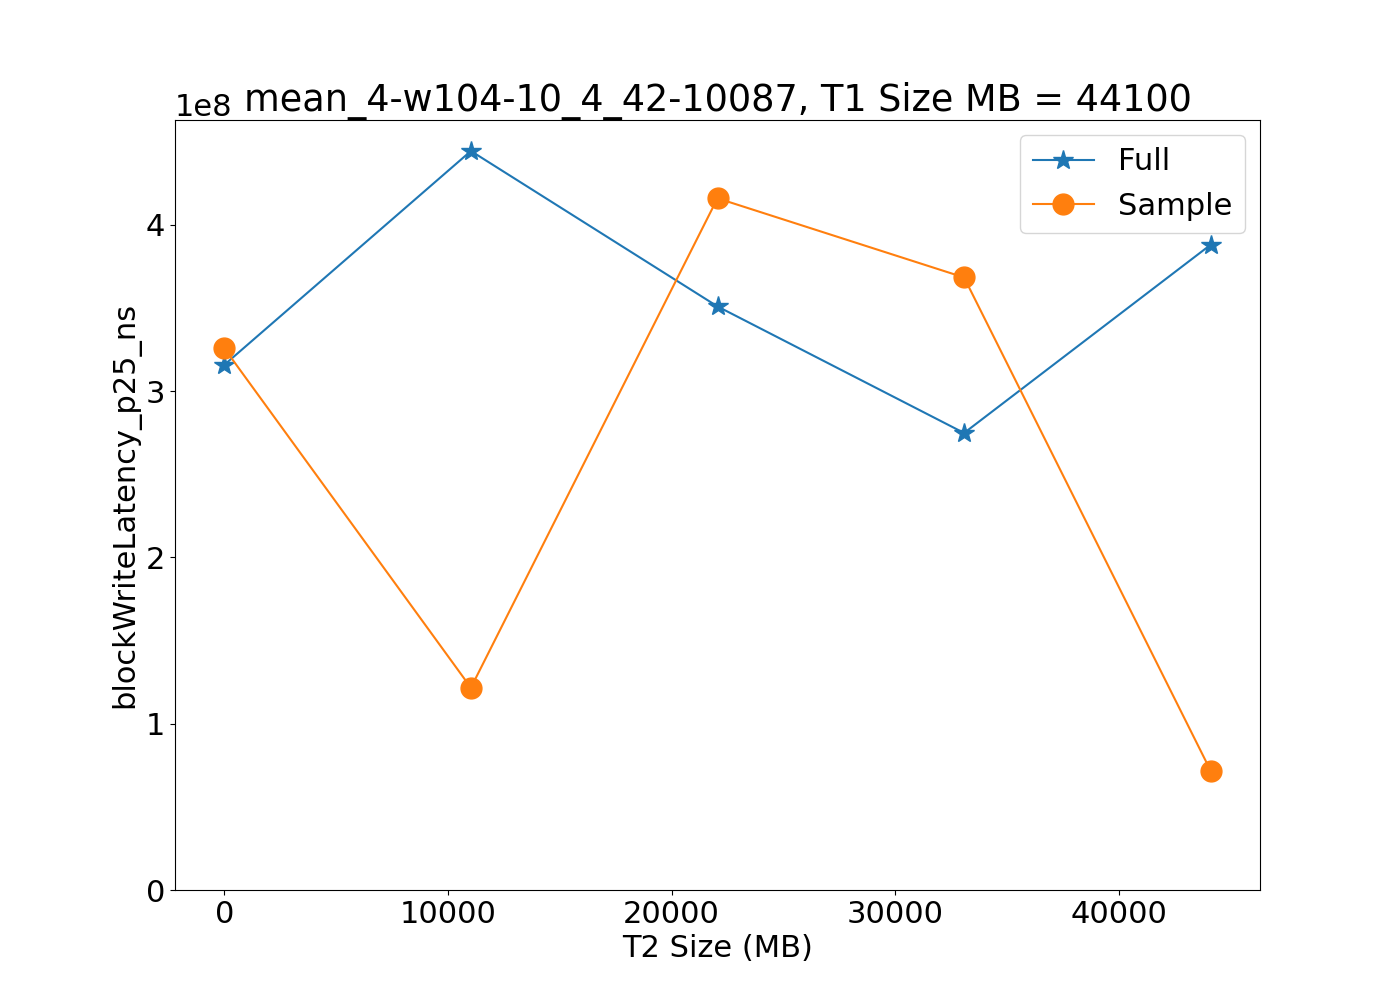 1e8
mean_4-w104-10_4_42-10087, T1 Size MB = 44100
Full
Sample
blockWriteLatency_p25_ns
4
3
2
1
0
0 10000 20000 30000 40000
T2 Size (MB)